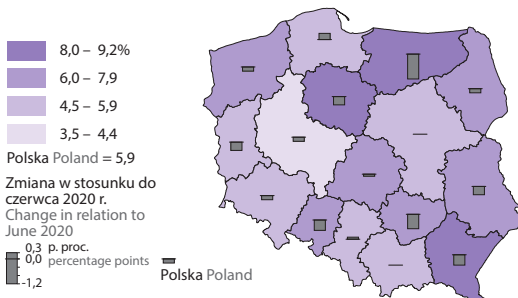 8,0 – 9,2%
6,0 – 7,9
4,5 – 5,9
3,5 – 4,4
Polska Poland = 5,9
Zmiana w stosunku do
czerwca 2020 r.
Change in relation to
June 2020
0,3 p. proc.
0,0 percentage points
-1,2
Polska Poland